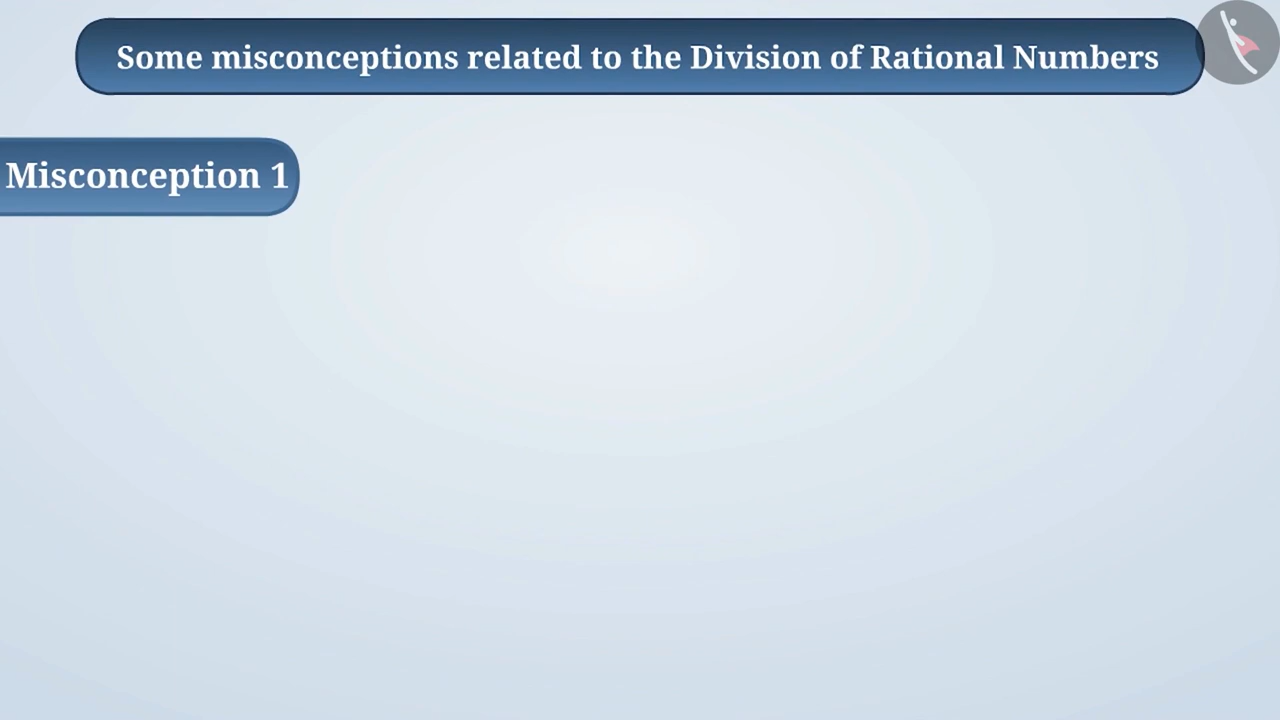 Some misconceptions related to the Division of Rational Numbers
Misconception 1